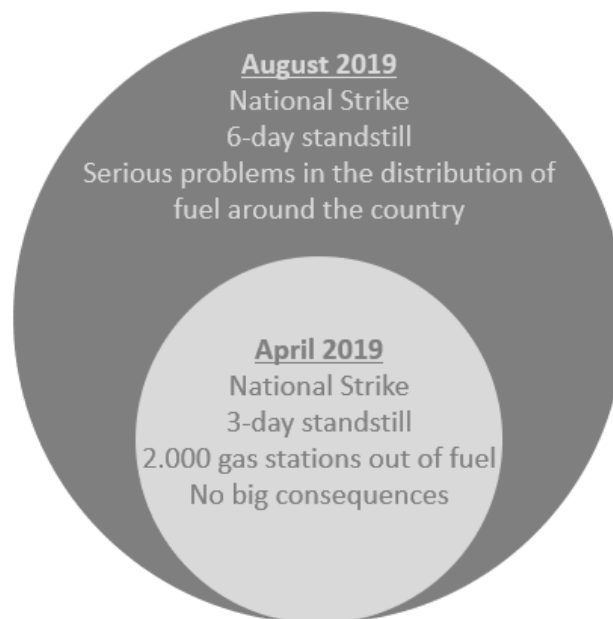 August 2019
National Strike
6-day standstill
Serious problems in the distribution of
fuel around the country
April 2019
National Strike
3-day standstill
2.000 gas stations out of fuel
No big consequences